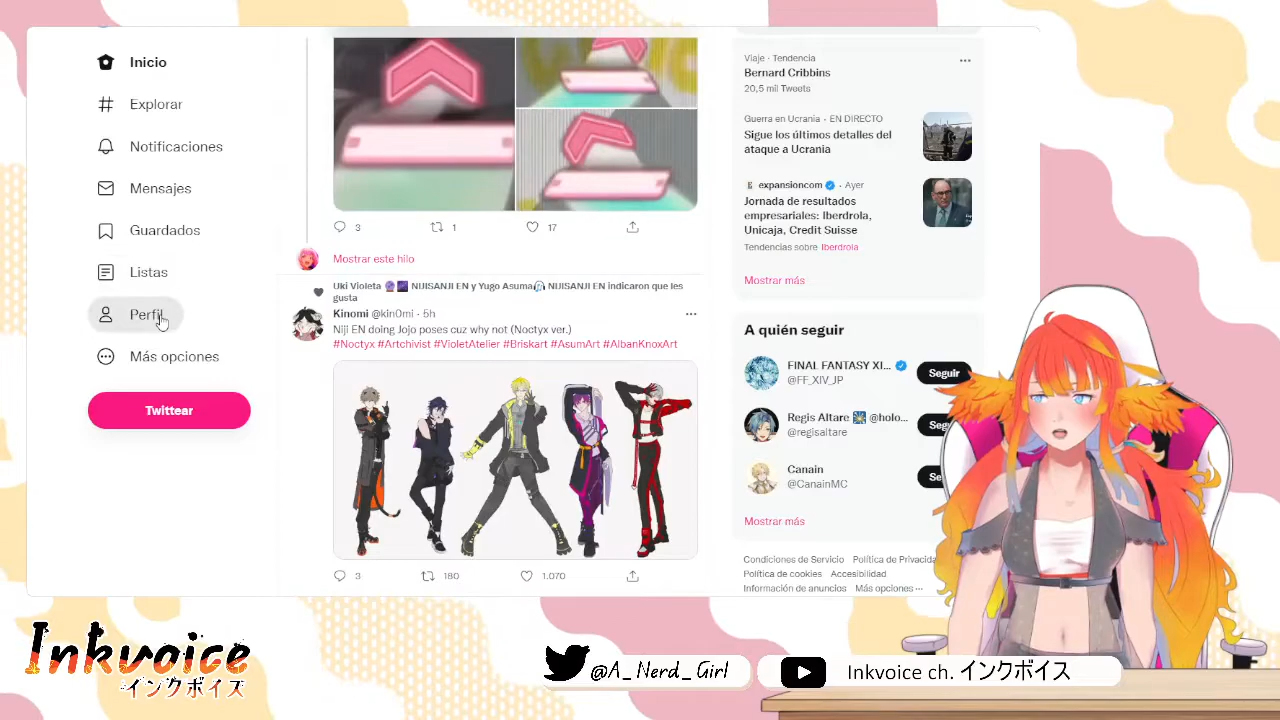 Inicio
Explorar
Notificaciones
Mensajes
Guardados
Listas
Perfil
Más opciones
Twittear
3
1
17
Mostrar este hilo
Uki Violeta 🔮🌌 NIJISANJI EN y Yugo Asuma🎧 NIJISANJI EN indicaron que les
gusta
Kinomi @kin0mi · 5h
Niji EN doing Jojo poses cuz why not (Noctyx ver.)
#Noctyx #Artchivist #VioletAtelier #Briskart #AsumArt #AlbanKnoxArt
3
180
1.070
Viaje · Tendencia
Bernard Cribbins
20,5 mil Tweets
Guerra en Ucrania · EN DIRECTO
Sigue los últimos detalles del
ataque a Ucrania
expansioncom · Ayer
Jornada de resultados
empresariales: Iberdrola,
Unicaja, Credit Suisse
Tendencias sobre Iberdrola
Mostrar más
A quién seguir
FINAL FANTASY XI...
@FF_XIV_JP
Seguir
Regis Altare 🎇 @holo...
@regisaltare
Seg
Canain
@CanainMC
Se
Mostrar más
Condiciones de Servicio Política de Privacida
Política de cookies Accesibilidad
Información de anuncios Más opciones ···
Inkvoice
インクボイス
@A_Nerd_Girl
Inkvoice ch. インクボイス